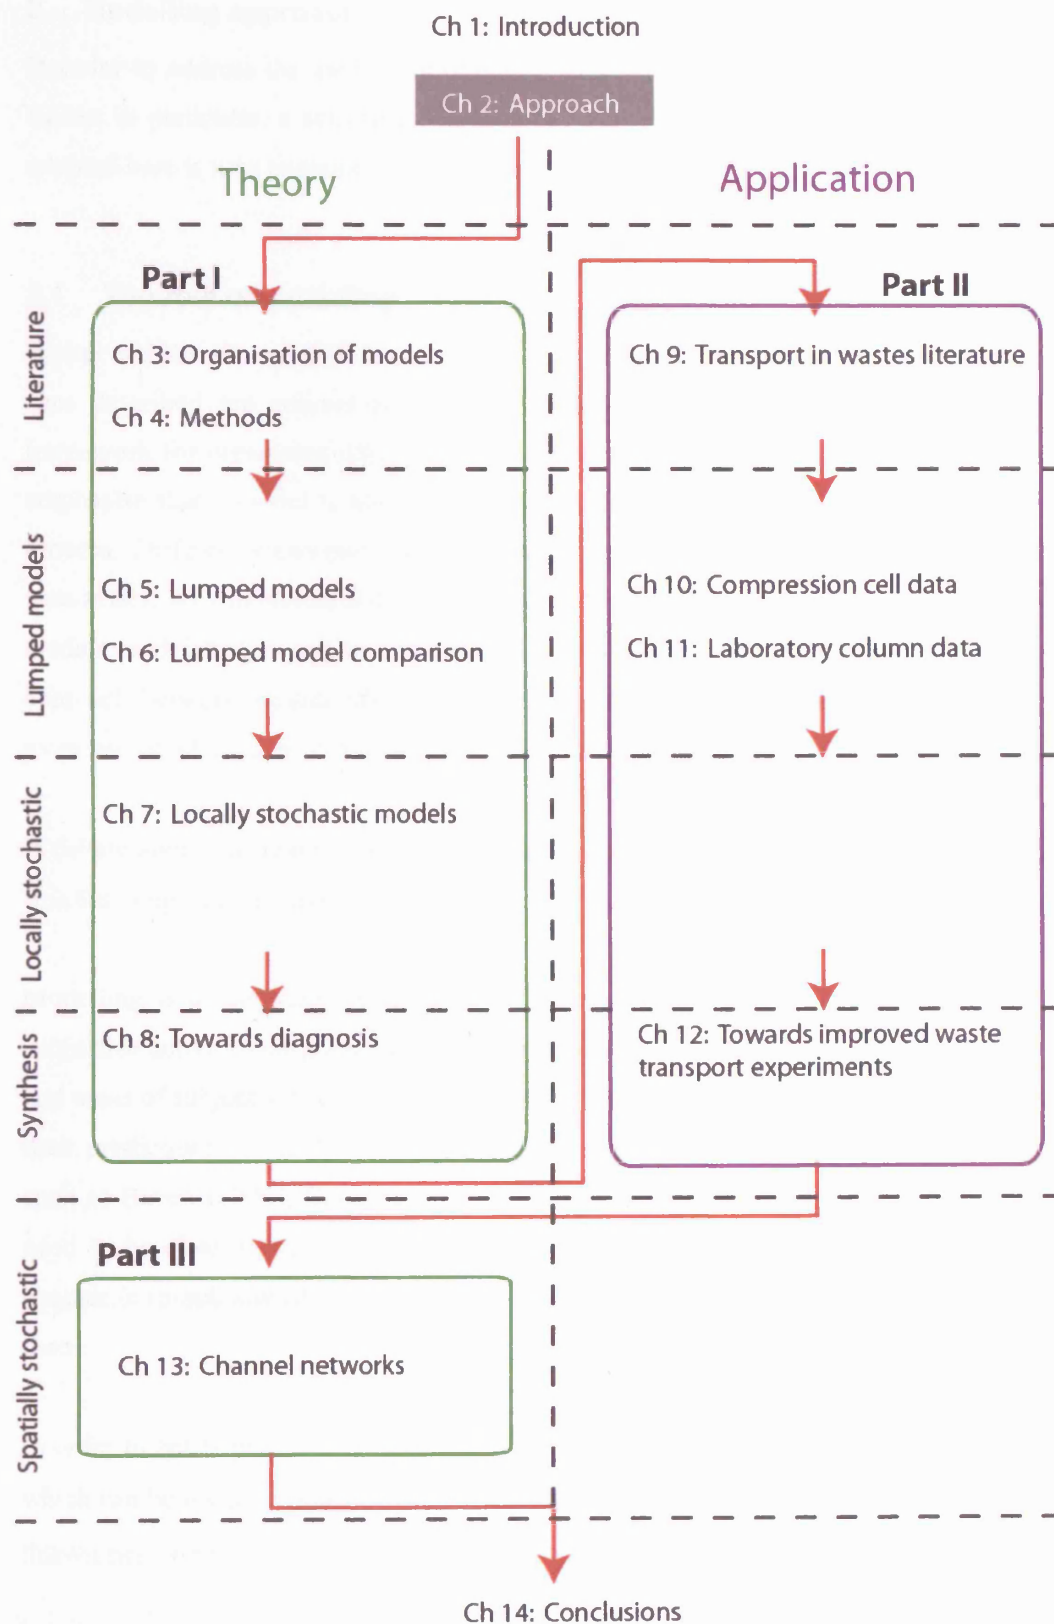 Ch 1: Introduction
Ch 2: Approach
Theory
Application
Part I
Part II
Literature
Ch 3: Organisation of models
Ch 4: Methods
Ch 9: Transport in wastes literature
Lumped models
Ch 5: Lumped models
Ch 6: Lumped model comparison
Ch 10: Compression cell data
Ch 11: Laboratory column data
Locally stochastic
Ch 7: Locally stochastic models
Synthesis
Ch 8: Towards diagnosis
Ch 12: Towards improved waste
transport experiments
Part III
Spatially stochastic
Ch 13: Channel networks
Ch 14: Conclusions